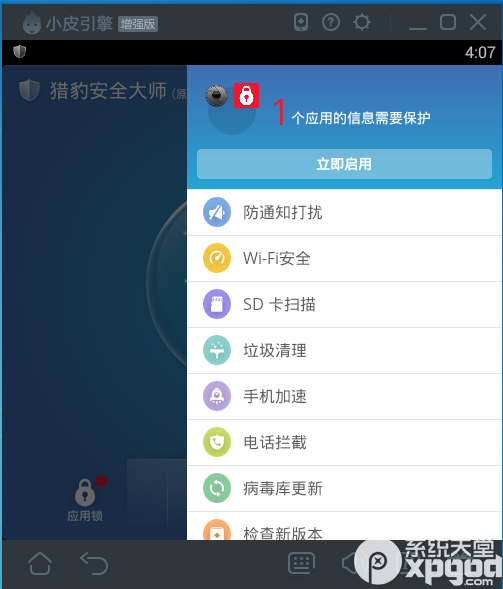 小皮引擎 增强版
4:07
猎豹安全大师 (原
1 个应用的信息需要保护
立即启用
防通知打扰
Wi-Fi安全
SD 卡扫描
垃圾清理
手机加速
电话拦截
病毒库更新
检查新版本
应用锁
系统天堂
xpgod.com